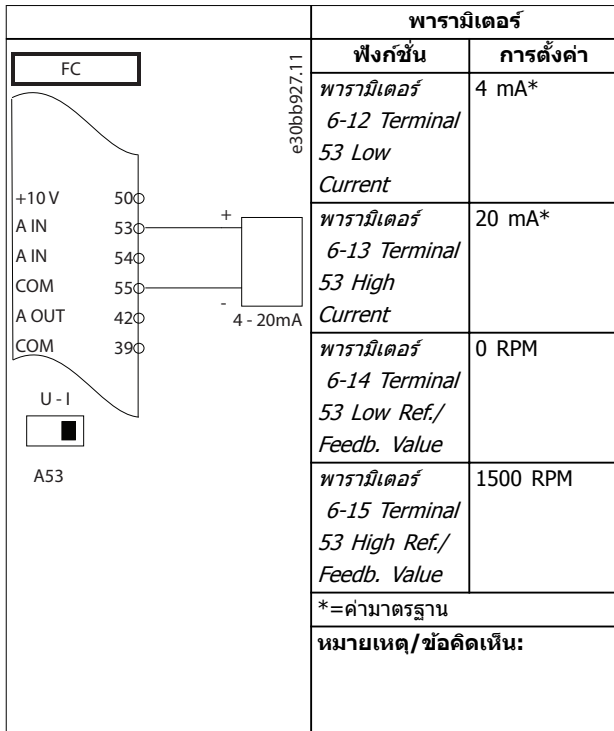 พารามิเตอร์
ฟังก์ชั่น การตั้งค่า
FC
e30bb927.11
+10 V 50
A IN 53
A IN 54
COM 55
A OUT 42
COM 39
+
-
4 - 20mA
U - I
A53
พารามิเตอร์ 4 mA*
6-12 Terminal
53 Low
Current
พารามิเตอร์ 20 mA*
6-13 Terminal
53 High
Current
พารามิเตอร์ 0 RPM
6-14 Terminal
53 Low Ref./
Feedb. Value
พารามิเตอร์ 1500 RPM
6-15 Terminal
53 High Ref./
Feedb. Value
*=ค่ามาตรฐาน
หมายเหตุ/ข้อคิดเห็น: